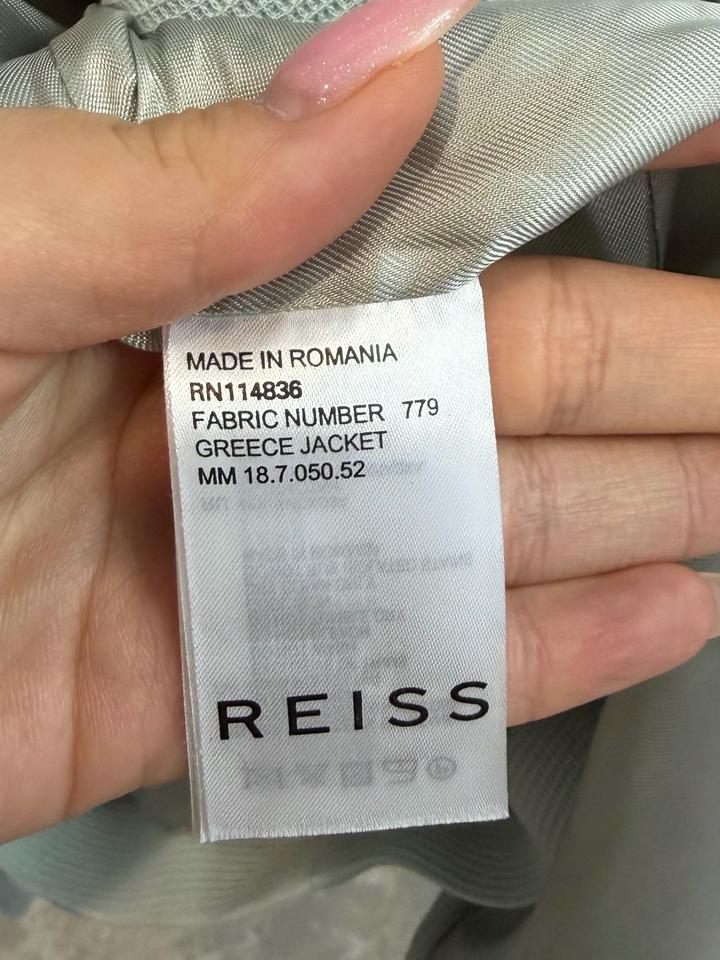 MADE IN ROMANIA
RN114836
FABRIC NUMBER 779
GREECE JACKET
MM 18.7.050.52
REISS